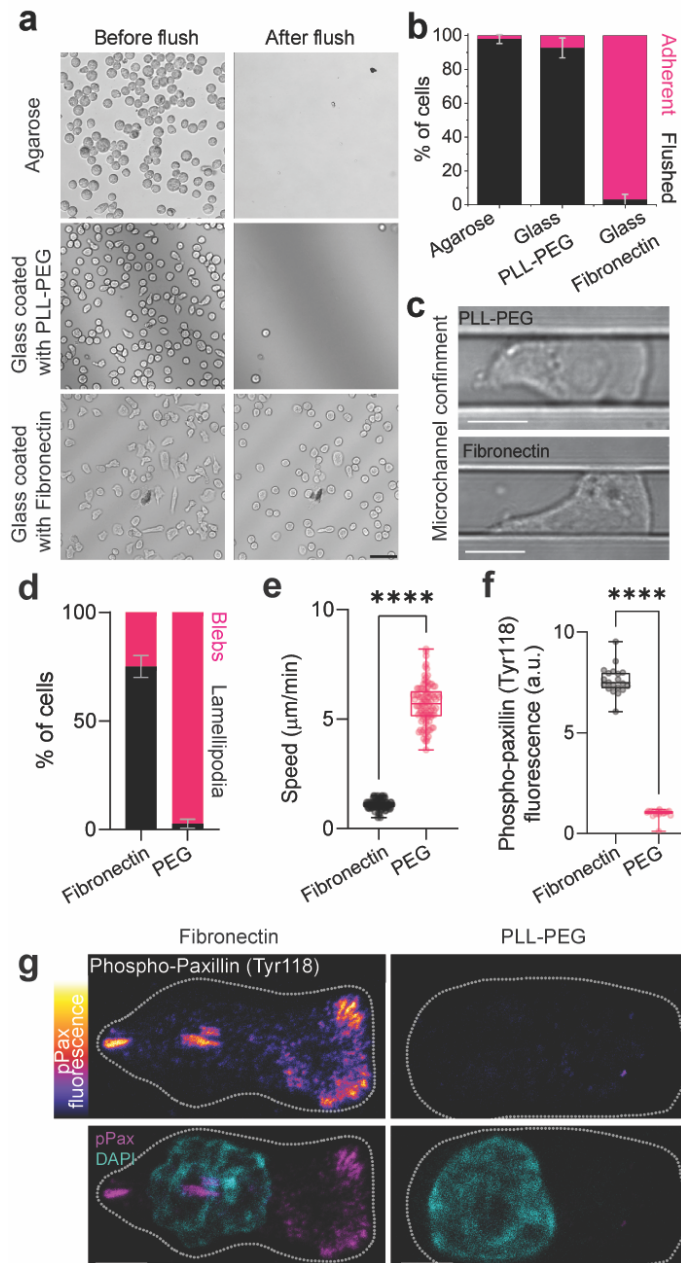 a
Before flush
After flush
Agarose
Glass coated
with PLL-PEG
Glass coated
with Fibronectin
b
% of cells
100
80
60
40
20
0
Agarose
Glass
PLL-PEG
Glass
Fibronectin
Adherent
Flushed
c
Microchannel confinment
PLL-PEG
Fibronectin
d
% of cells
100
50
0
Fibronectin
PEG
Blebs
Lamellipodia
e
****
Speed (μm/min)
10
5
0
Fibronectin
PEG
f
****
Phospho-paxillin (Tyr118)
fluorescence (a.u.)
10
5
0
Fibronectin
PEG
g
Fibronectin
PLL-PEG
Phospho-Paxillin (Tyr118)
pPax
fluorescence
pPax
DAPI